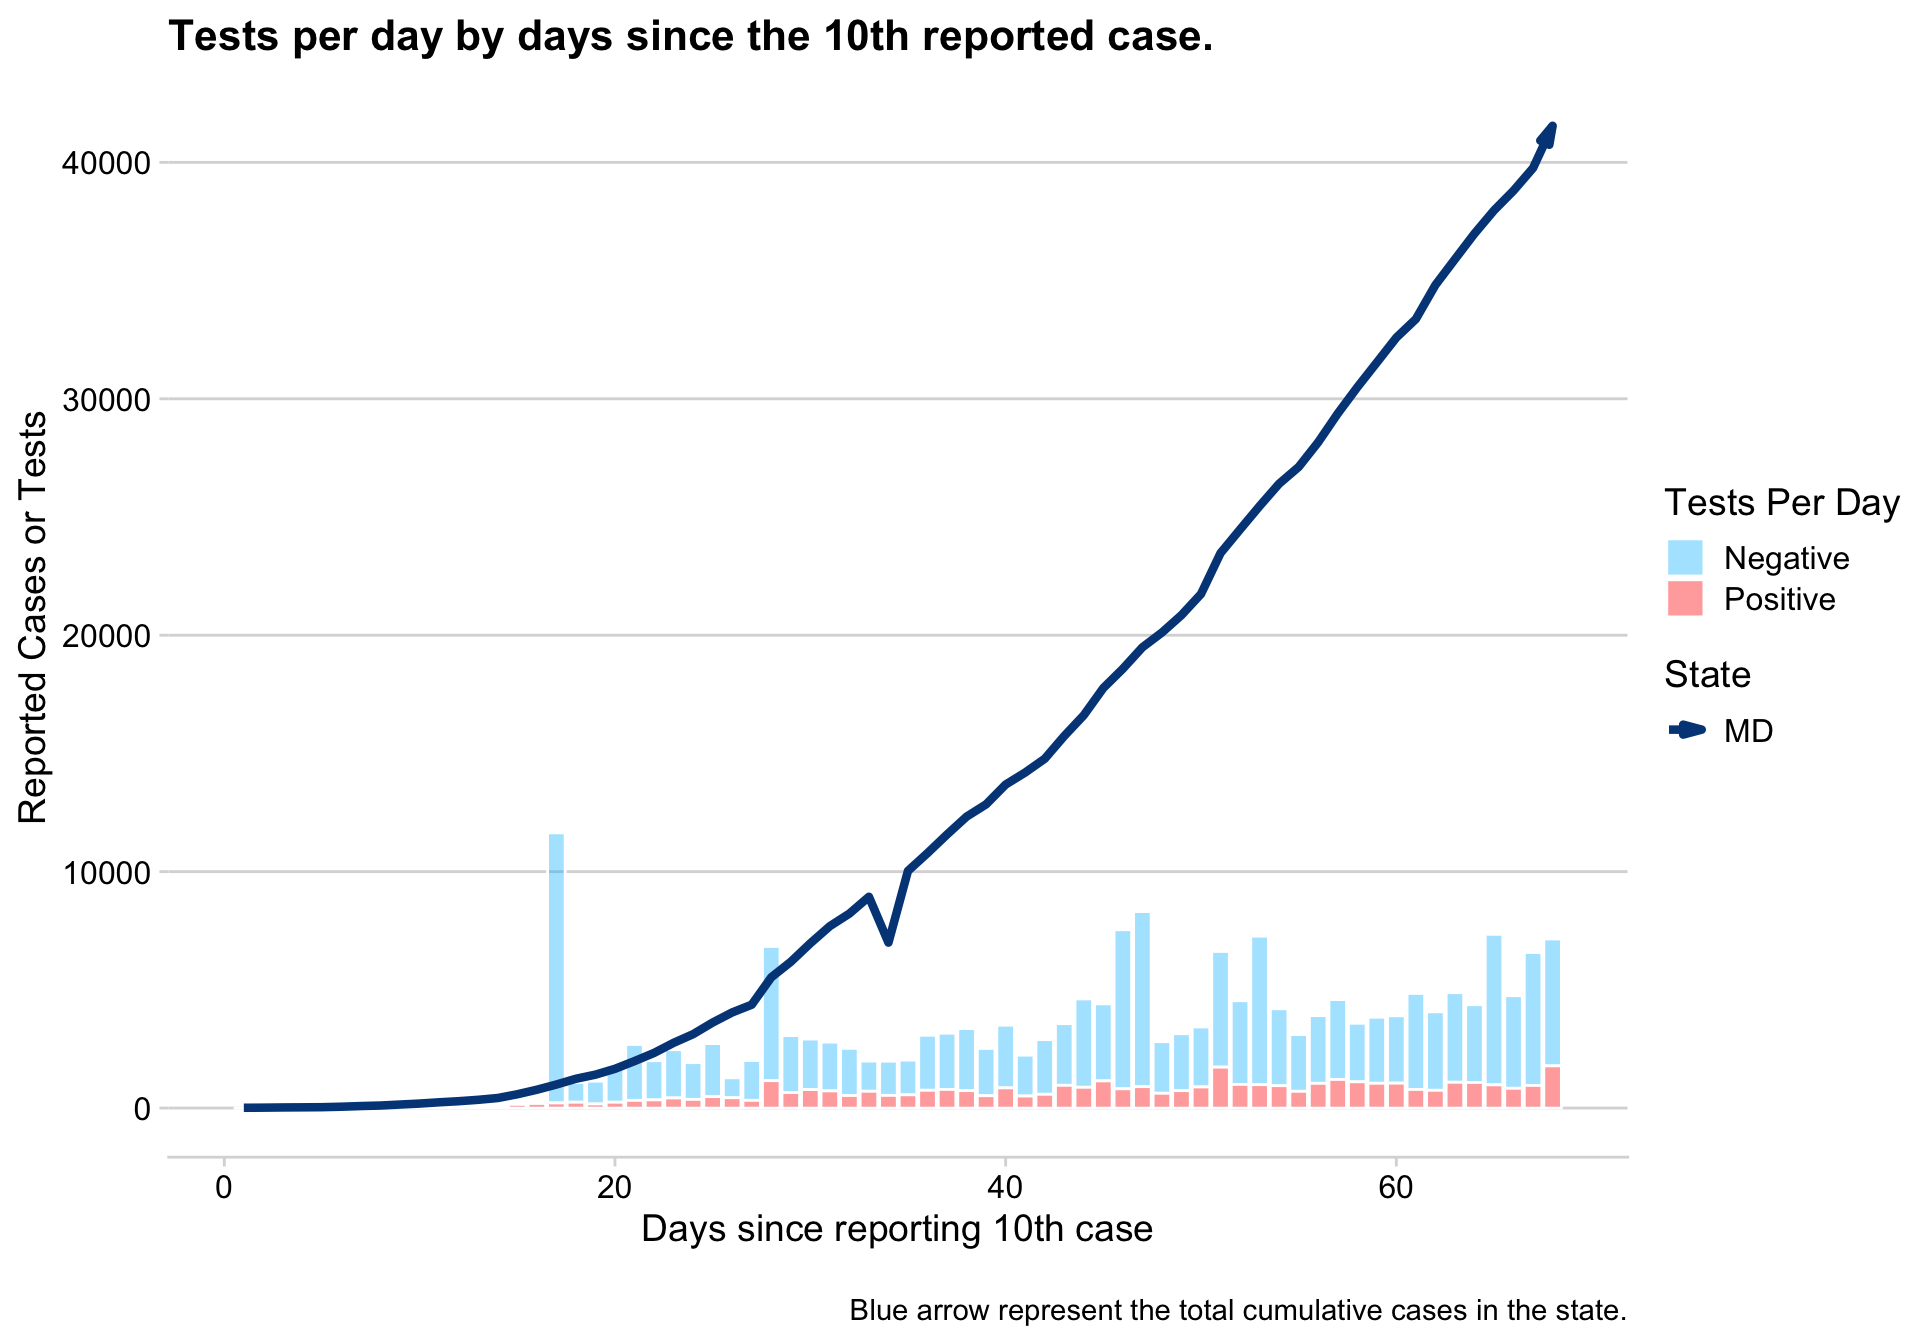 Tests per day by days since the 10th reported case.
40000
30000
20000
10000
0
Reported Cases or Tests
0
20
40
60
Days since reporting 10th case
Tests Per Day
Negative
Positive
State
MD
Blue arrow represent the total cumulative cases in the state.